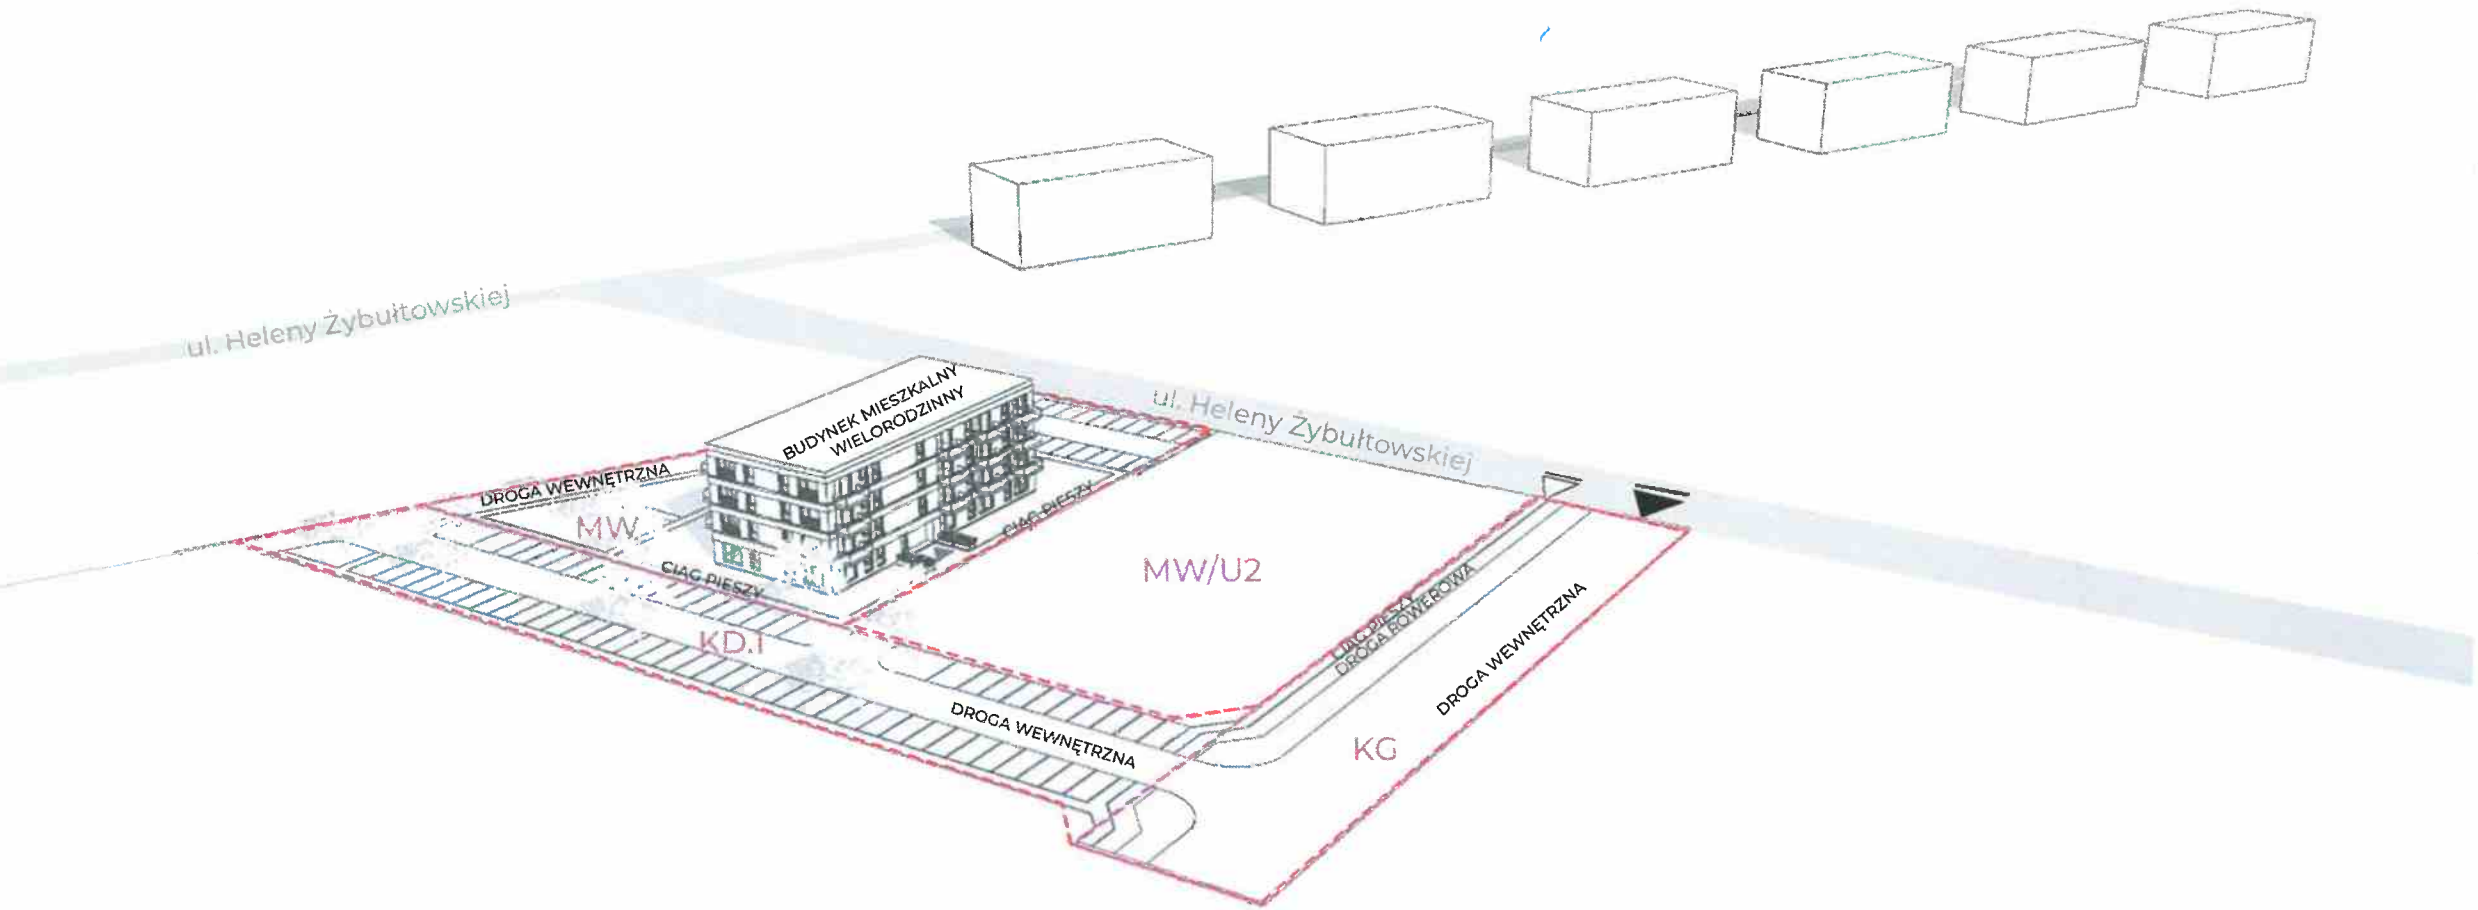 ul. Heleny Żybułtowskiej
BUDYNEK MIESZKALNY
WIELORODZINNY
ul. Heleny Żybułtowskiej
DROGA WEWNĘTRZNA
MW
CIĄG PIESZY
CIĄG PIESZY
MW/U2
KD.1
CIĄG PIESZY
DROGA ROWEROWA
DROGA WEWNĘTRZNA
DROGA WEWNĘTRZNA
KG